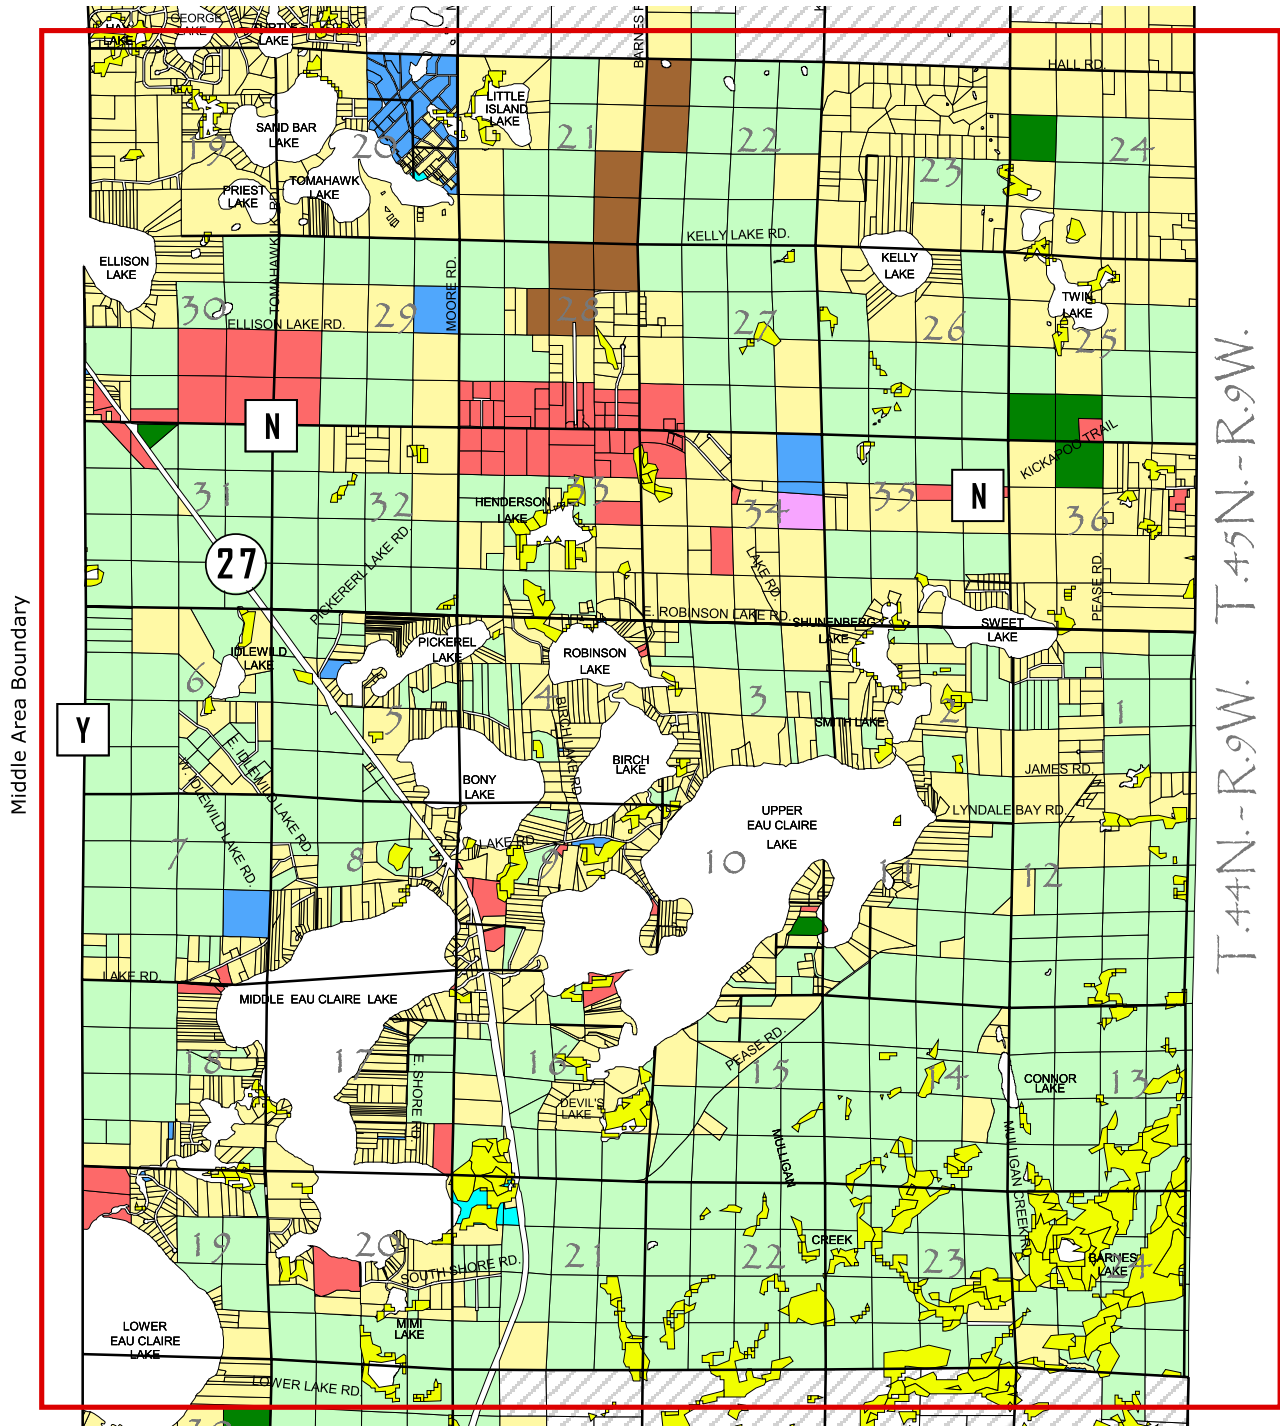 HALL RD.
BARNES R
GEORGE
LAKE
LAKE
LAKE
SAND BAR
LAKE
LITTLE
ISLAND
LAKE
19
20
21
22
23
24
PRIEST
LAKE
TOMAHAWK
LAKE
TOMAHAWK LK RD.
KELLY LAKE RD.
ELLISON
LAKE
MOORE RD.
KELLY
LAKE
TWIN
LAKE
30
29
28
27
26
25
ELLISON LAKE RD.
N
KICKAPOO TRAIL
N
31
32
33
34
35
36
HENDERSON
LAKE
27
PICKERERL LAKE RD.
LAKE RD.
PEASE RD.
E. ROBINSON LAKE RD.
SHUNENBERG
LAKE
SWEET
LAKE
IDLEWILD
LAKE
PICKEREL
LAKE
ROBINSON
LAKE
6
5
4
3
2
1
SMITH LAKE
Y
E. IDLEWILD LAKE RD.
W. IDLEWILD LAKE RD.
BIRCH LAKE RD.
BIRCH
LAKE
BONY
LAKE
JAMES RD.
LYNDALE BAY RD.
UPPER
EAU CLAIRE
LAKE
LAKE RD.
7
8
9
10
11
12
LAKE RD.
MIDDLE EAU CLAIRE LAKE
18
17
16
15
14
13
E. SHORE RD.
PEASE RD.
DEVIL'S
LAKE
CONNOR
LAKE
MULLIGAN
CREEK
MULLIGAN CREEK RD.
BARNES
LAKE
19
20
21
22
23
24
SOUTH SHORE RD.
MIMI
LAKE
LOWER
EAU CLAIRE
LAKE
LOWER LAKE RD.
30
Middle Area Boundary
T.45N.-R.9W.
T.44N.-R.9W.